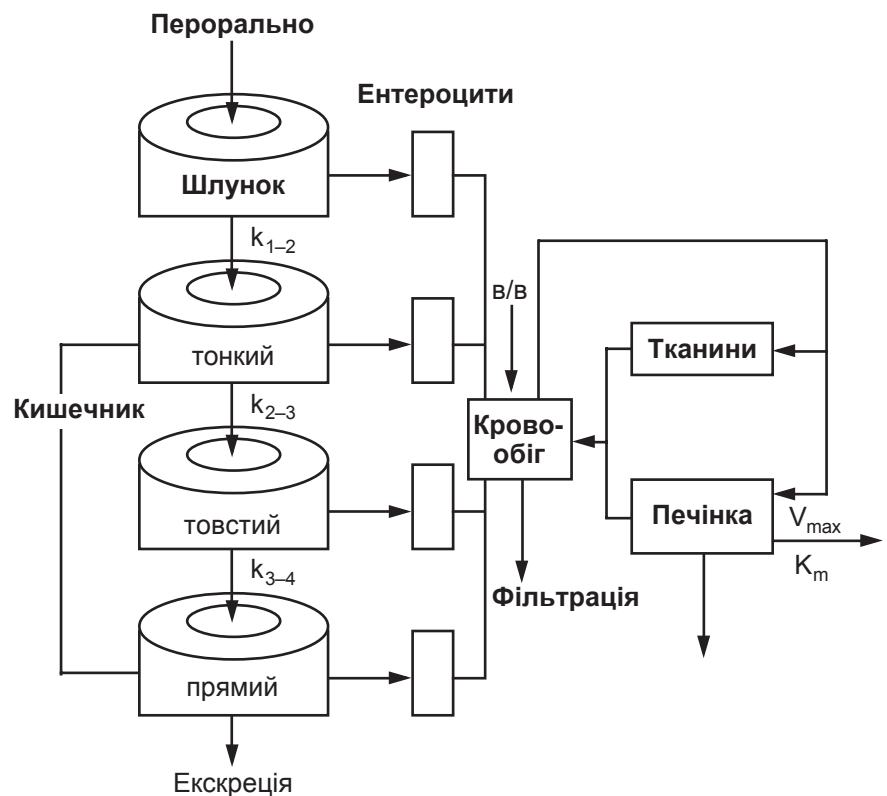 Перорально
Ентероцити
Шлунок
k1–2
в/в
тонкий
Тканини
Кишечник
k2–3
Крово-
обіг
товстий
Печінка
Vmax
Km
k3–4
Фільтрація
прямий
Екскреція